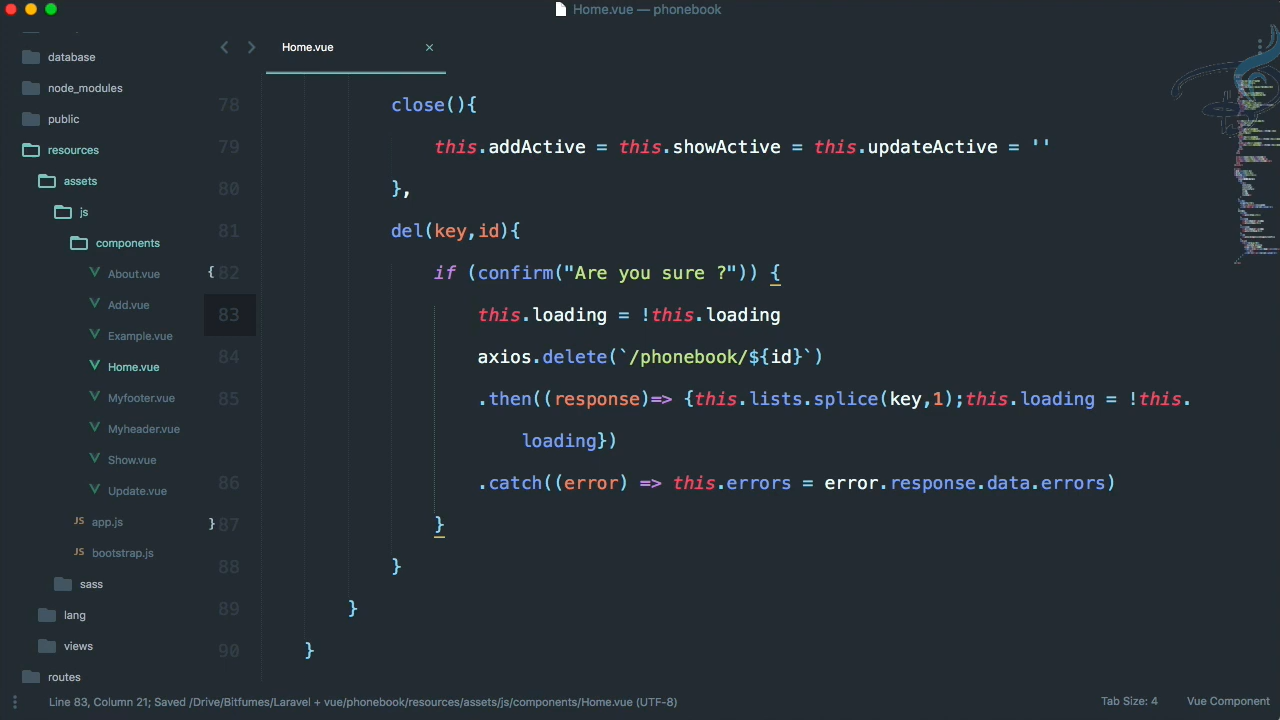 Home.vue — phonebook
database
node_modules
public
resources
assets
js
components
About.vue
Add.vue
Example.vue
Home.vue
Myfooter.vue
Myheader.vue
Show.vue
Update.vue
JS app.js
JS bootstrap.js
sass
lang
views
routes
Home.vue ×
78 close(){
79 this.addActive = this.showActive = this.updateActive = ''
80 },
81 del(key,id){
{ 82 if (confirm("Are you sure ?")) {
83 this.loading = !this.loading
84 axios.delete(`/phonebook/${id}`)
85 .then((response)=> {this.lists.splice(key,1);this.loading = !this.
loading})
86 .catch((error) => this.errors = error.response.data.errors)
} 87 }
88 }
89 }
90 }
Line 83, Column 21; Saved /Drive/Bitfumes/Laravel + vue/phonebook/resources/assets/js/components/Home.vue (UTF-8)
Tab Size: 4
Vue Component